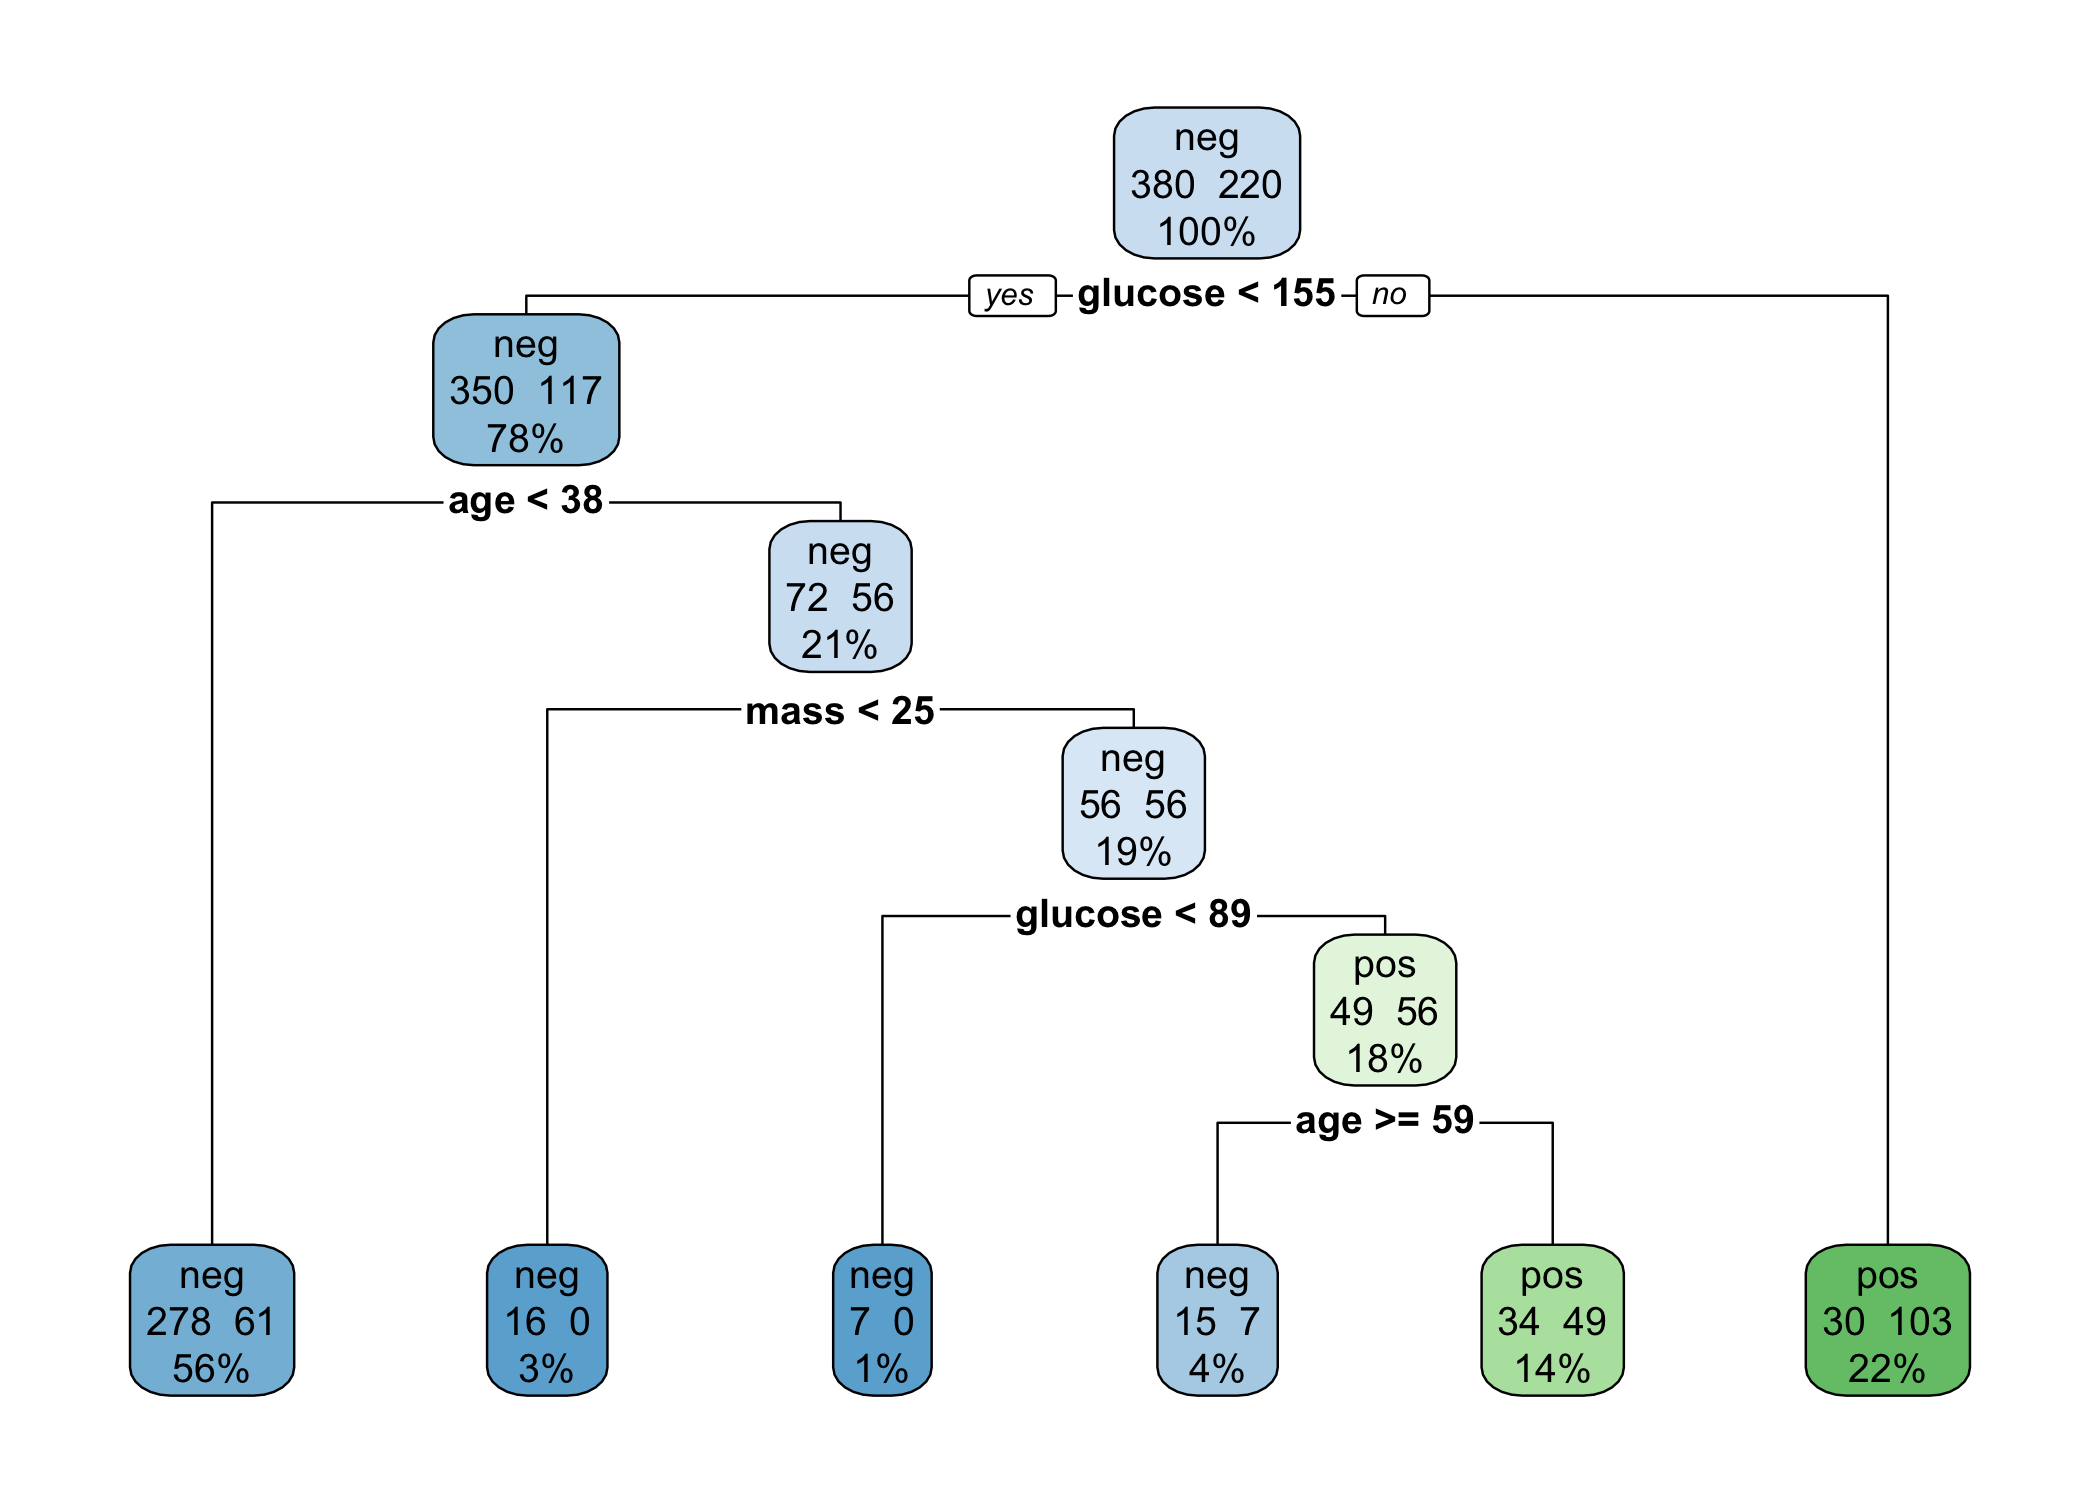 neg
380 220
100%
yes glucose < 155 no
neg
350 117
78%
age < 38
neg
72 56
21%
mass < 25
neg
56 56
19%
glucose < 89
pos
49 56
18%
age >= 59
neg
278 61
56%
neg
16 0
3%
neg
7 0
1%
neg
15 7
4%
pos
34 49
14%
pos
30 103
22%